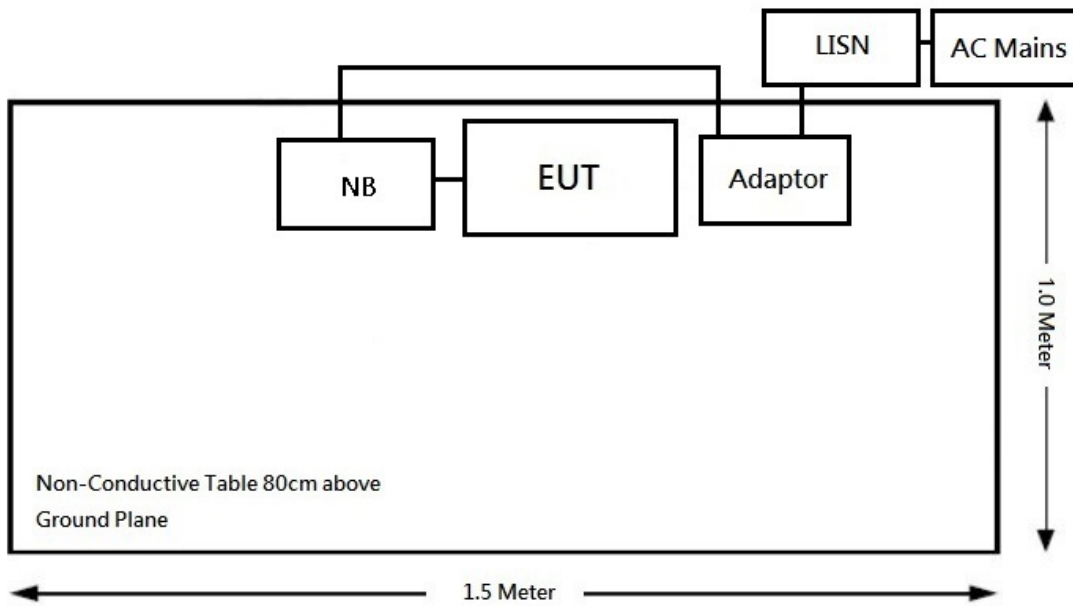 LISN
AC Mains
NB
EUT
Adaptor
1.0 Meter
Non-Conductive Table 80cm above
Ground Plane
1.5 Meter